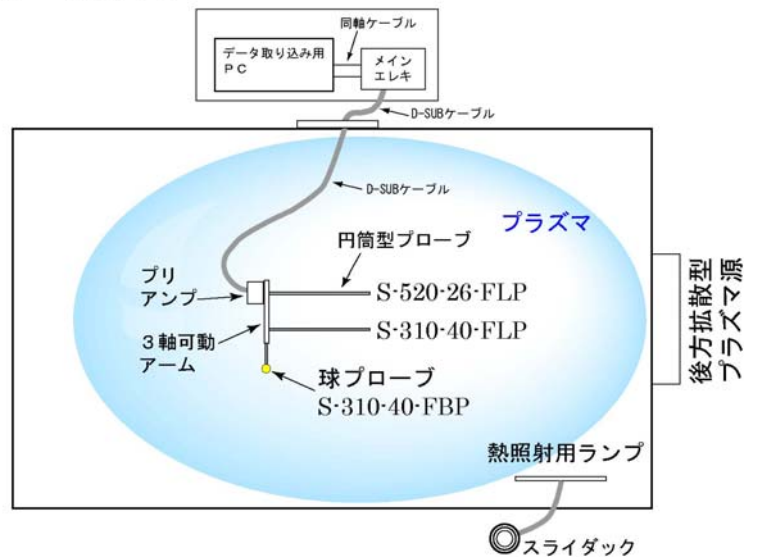 同軸ケーブル
データ取り込み用
ＰＣ
メイン
エレキ
D-SUBケーブル
D-SUBケーブル
プラズマ
円筒型プローブ
プリ
アンプ
S-520-26-FLP
S-310-40-FLP
３軸可動
アーム
球プローブ
S-310-40-FBP
後方拡散型
プラズマ源
熱照射用ランプ
スライダック